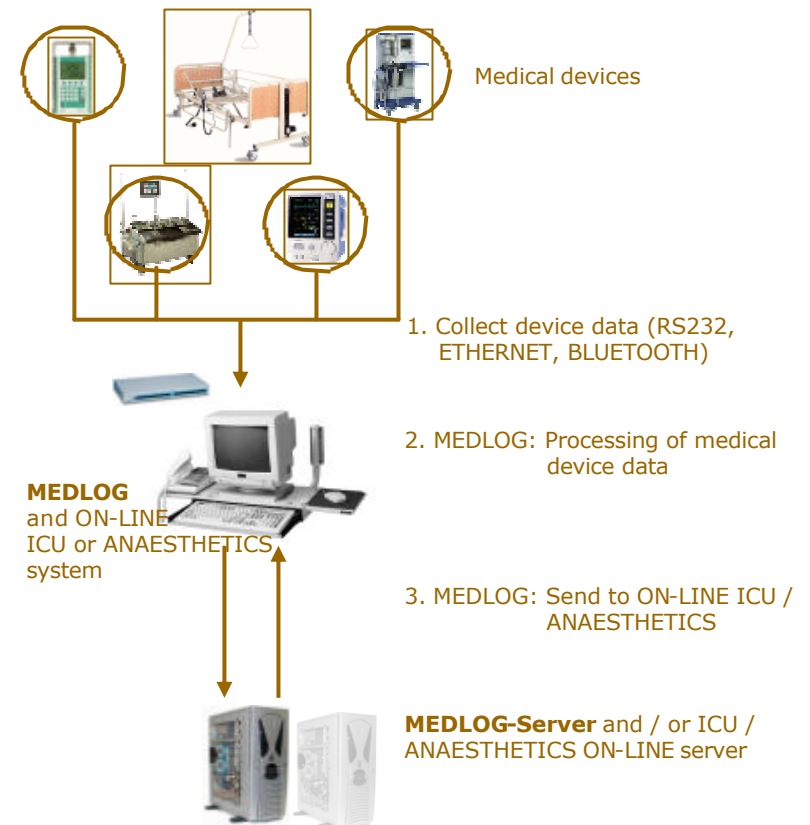 Medical devices
1. Collect device data (RS232,
ETHERNET, BLUETOOTH)
2. MEDLOG: Processing of medical
device data
MEDLOG
and ON-LINE
ICU or ANAESTHETICS
system
3. MEDLOG: Send to ON-LINE ICU /
ANAESTHETICS
MEDLOG-Server and / or ICU /
ANAESTHETICS ON-LINE server